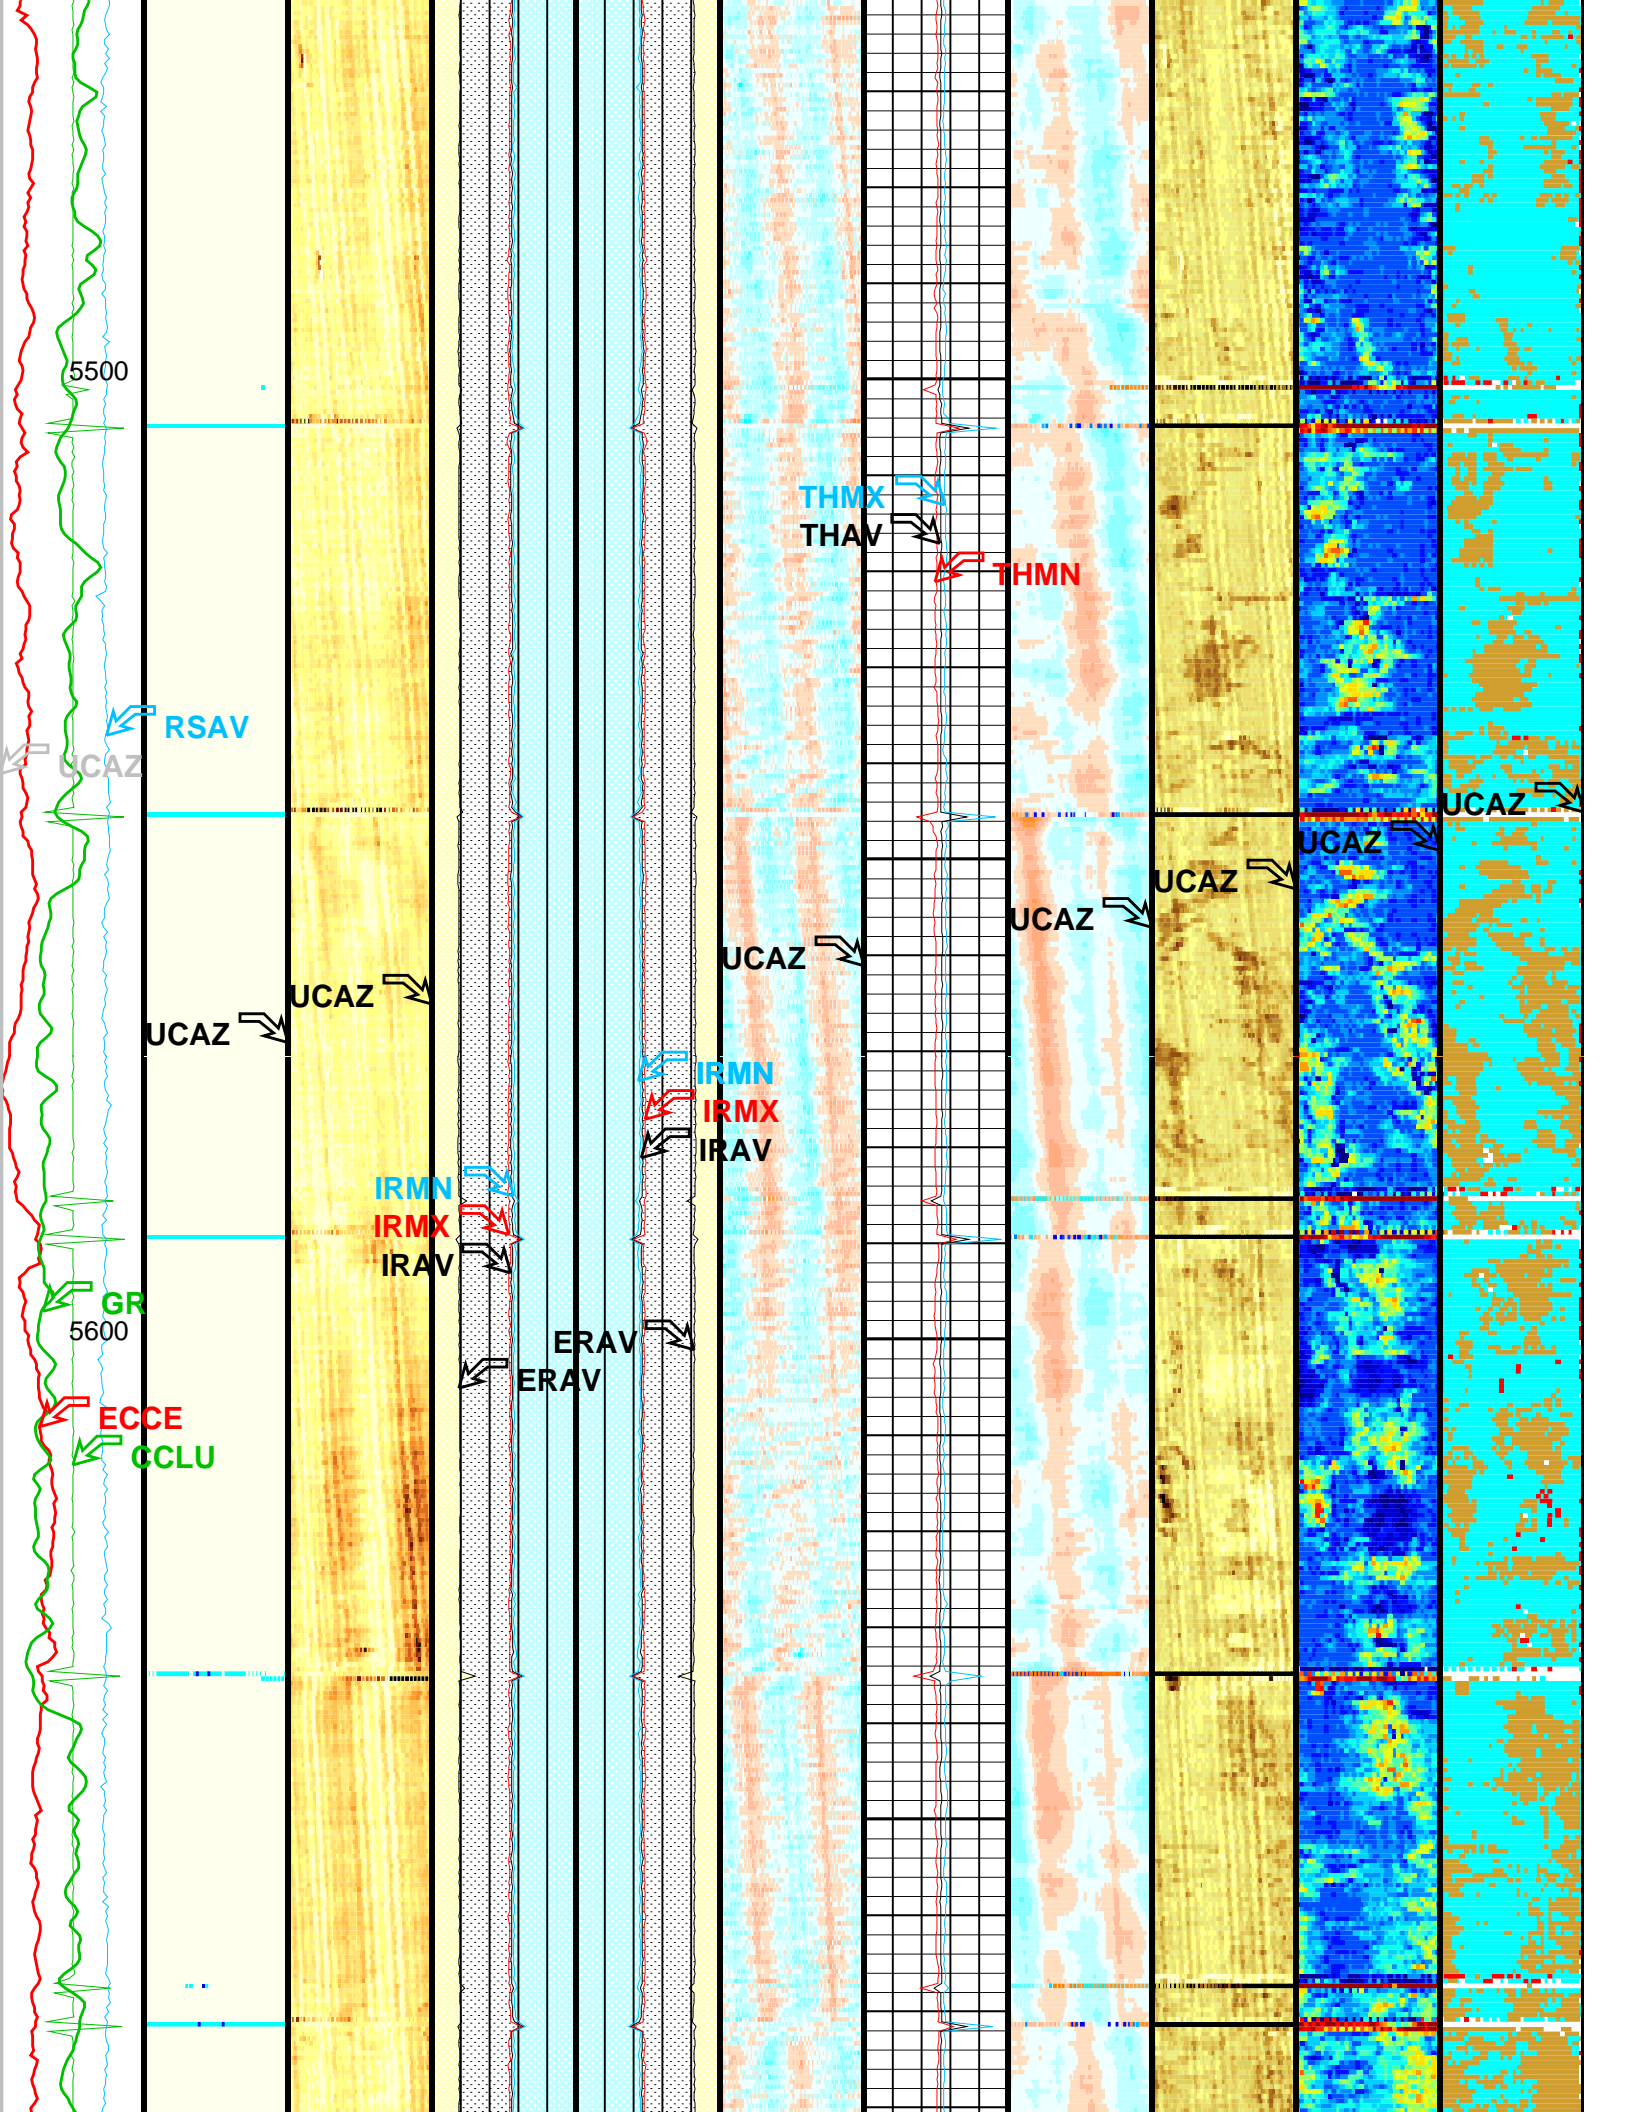 5500
THMX
THAV
THMN
RSAV
UCAZ
UCAZ
UCAZ
UCAZ
UCAZ
UCAZ
UCAZ
UCAZ
IRMN
IRMX
IRAV
IRMN
IRMX
IRAV
GR
5600
ERAV
ERAV
ECCE
CCLU